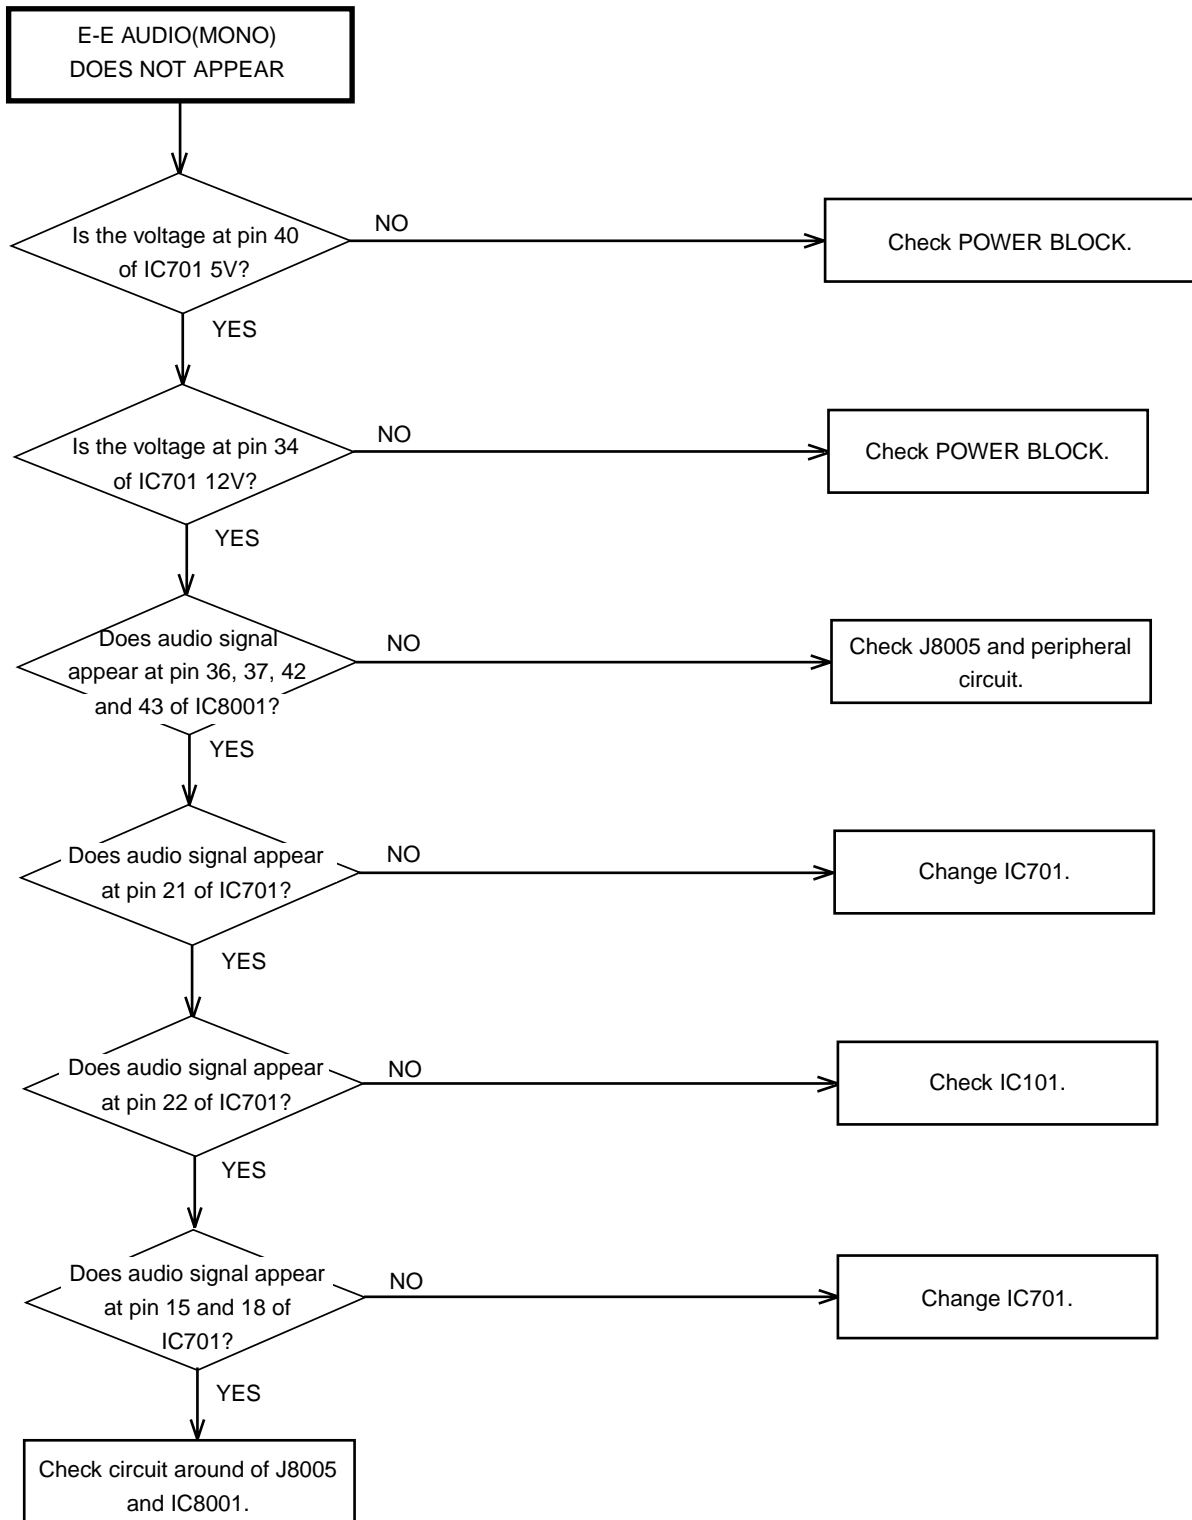 E-E AUDIO(MONO)
DOES NOT APPEAR
Is the voltage at pin 40
of IC701 5V?
NO
Check POWER BLOCK.
YES
Is the voltage at pin 34
of IC701 12V?
NO
Check POWER BLOCK.
YES
Does audio signal
appear at pin 36, 37, 42
and 43 of IC8001?
NO
Check J8005 and peripheral
circuit.
YES
Does audio signal appear
at pin 21 of IC701?
NO
Change IC701.
YES
Does audio signal appear
at pin 22 of IC701?
NO
Check IC101.
YES
Does audio signal appear
at pin 15 and 18 of
IC701?
NO
Change IC701.
YES
Check circuit around of J8005
and IC8001.